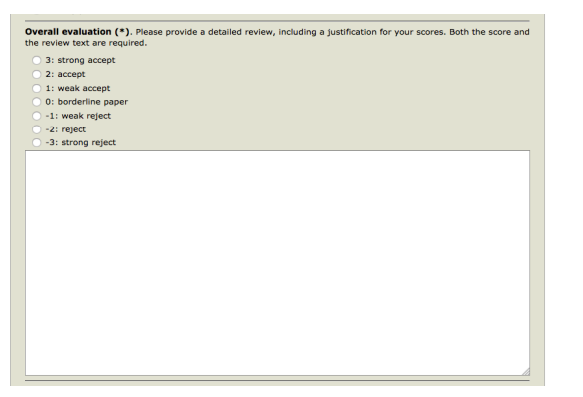 Overall evaluation (*). Please provide a detailed review, including a justification for your scores. Both the score and
the review text are required.
3: strong accept
2: accept
1: weak accept
0: borderline paper
-1: weak reject
-2: reject
-3: strong reject